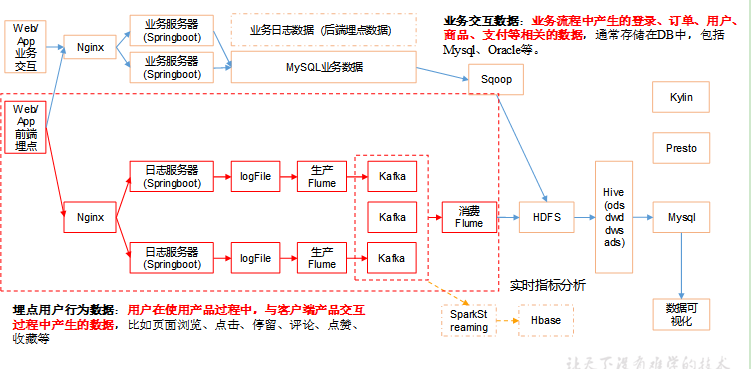 Web/
App
业务
交互
Nginx
业务服务器
(Springboot)
业务服务器
(Springboot)
业务日志数据 (后端埋点数据)
MySQL业务数据
业务交互数据：业务流程中产生的登录、订单、用户、
商品、支付等相关的数据，通常存储在DB中，包括
Mysql、Oracle等。
Sqoop
Kylin
Presto
Web/
App
前端
埋点
Nginx
日志服务器
(Springboot)
logFile
生产
Flume
Kafka
Kafka
日志服务器
(Springboot)
logFile
生产
Flume
Kafka
消费
Flume
HDFS
Hive
(ods
dwd
dws
ads)
Mysql
实时指标分析
SparkSt
reaming
Hbase
数据可
视化
埋点用户行为数据：用户在使用产品过程中，与客户端产品交互
过程中产生的数据，比如页面浏览、点击、停留、评论、点赞、
收藏等
让天下没有难学的技术